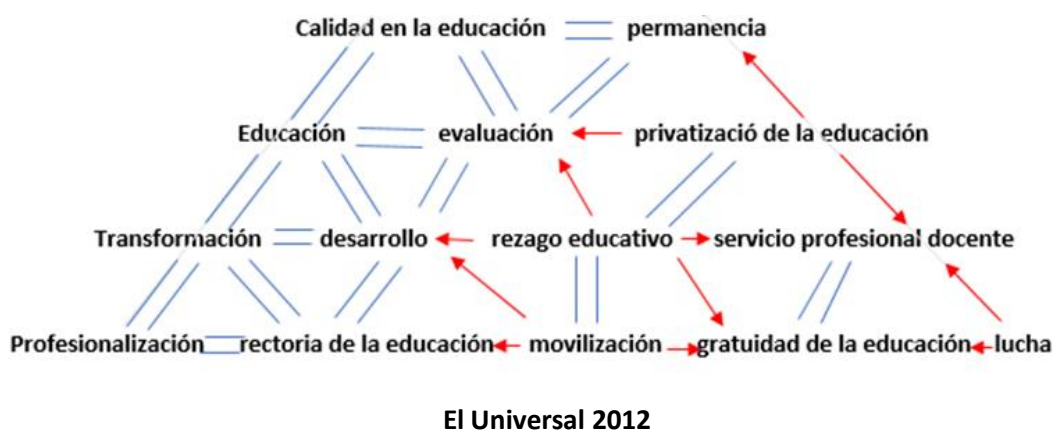 Calidad en la educación permanencia
Educación evaluación privatizació de la educación
Transformación desarrollo rezago educativo servicio profesional docente
Profesionalización rectoria de la educación movilización gratuidad de la educación lucha
El Universal 2012